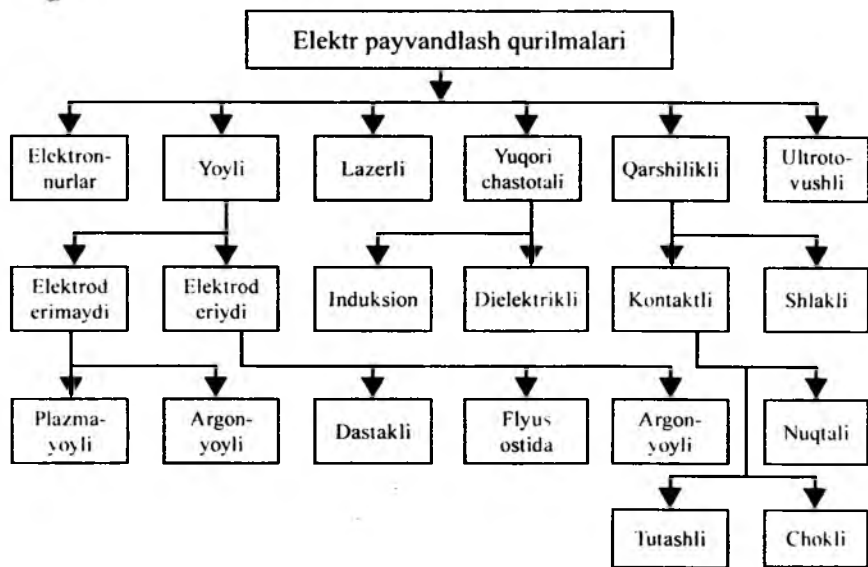 Elektr payvandlash qurilmalari
Elektron-
nurlar
Yoyli
Lazerli
Yuqori
chastotali
Qarshilikli
Ultroto-
vushli
Elektrod
erimaydi
Elektrod
eriydi
Induksion
Dielektrikli
Kontaktli
Shlakli
Plazma-
yoyli
Argon-
yoyli
Dastakli
Flyus
ostida
Argon-
yoyli
Nuqtali
Tutashli
Chokli